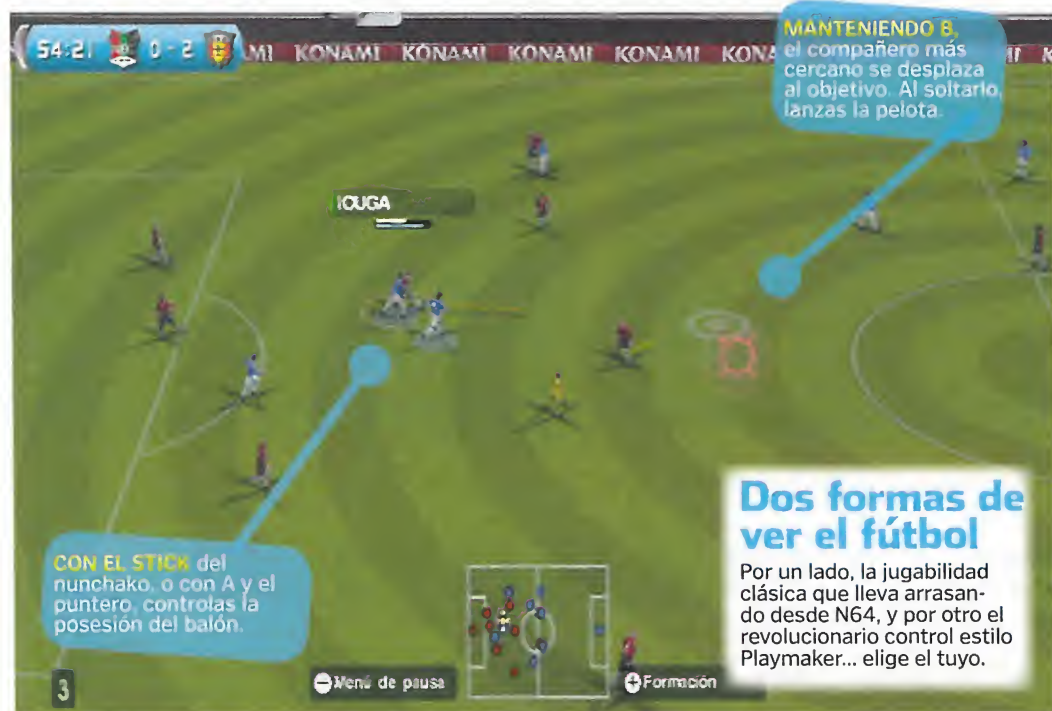 54:21 0 - 2
KONAMI KONAMI KONAMI KONAMI
MANTENIENDO B,
el compañero más
cercano se desplaza
al objetivo. Al soltarlo,
lanzas la pelota.
CON EL STICK del
nunchako, o con A y el
puntero, controlas la
posesión del balón.
Dos formas de
ver el fútbol
Por un lado, la jugabilidad
clásica que lleva arrasan-
do desde N64, y por otro el
revolucionario control estilo
Playmaker... elige el tuyo.
3
Menú de pausa
Formación